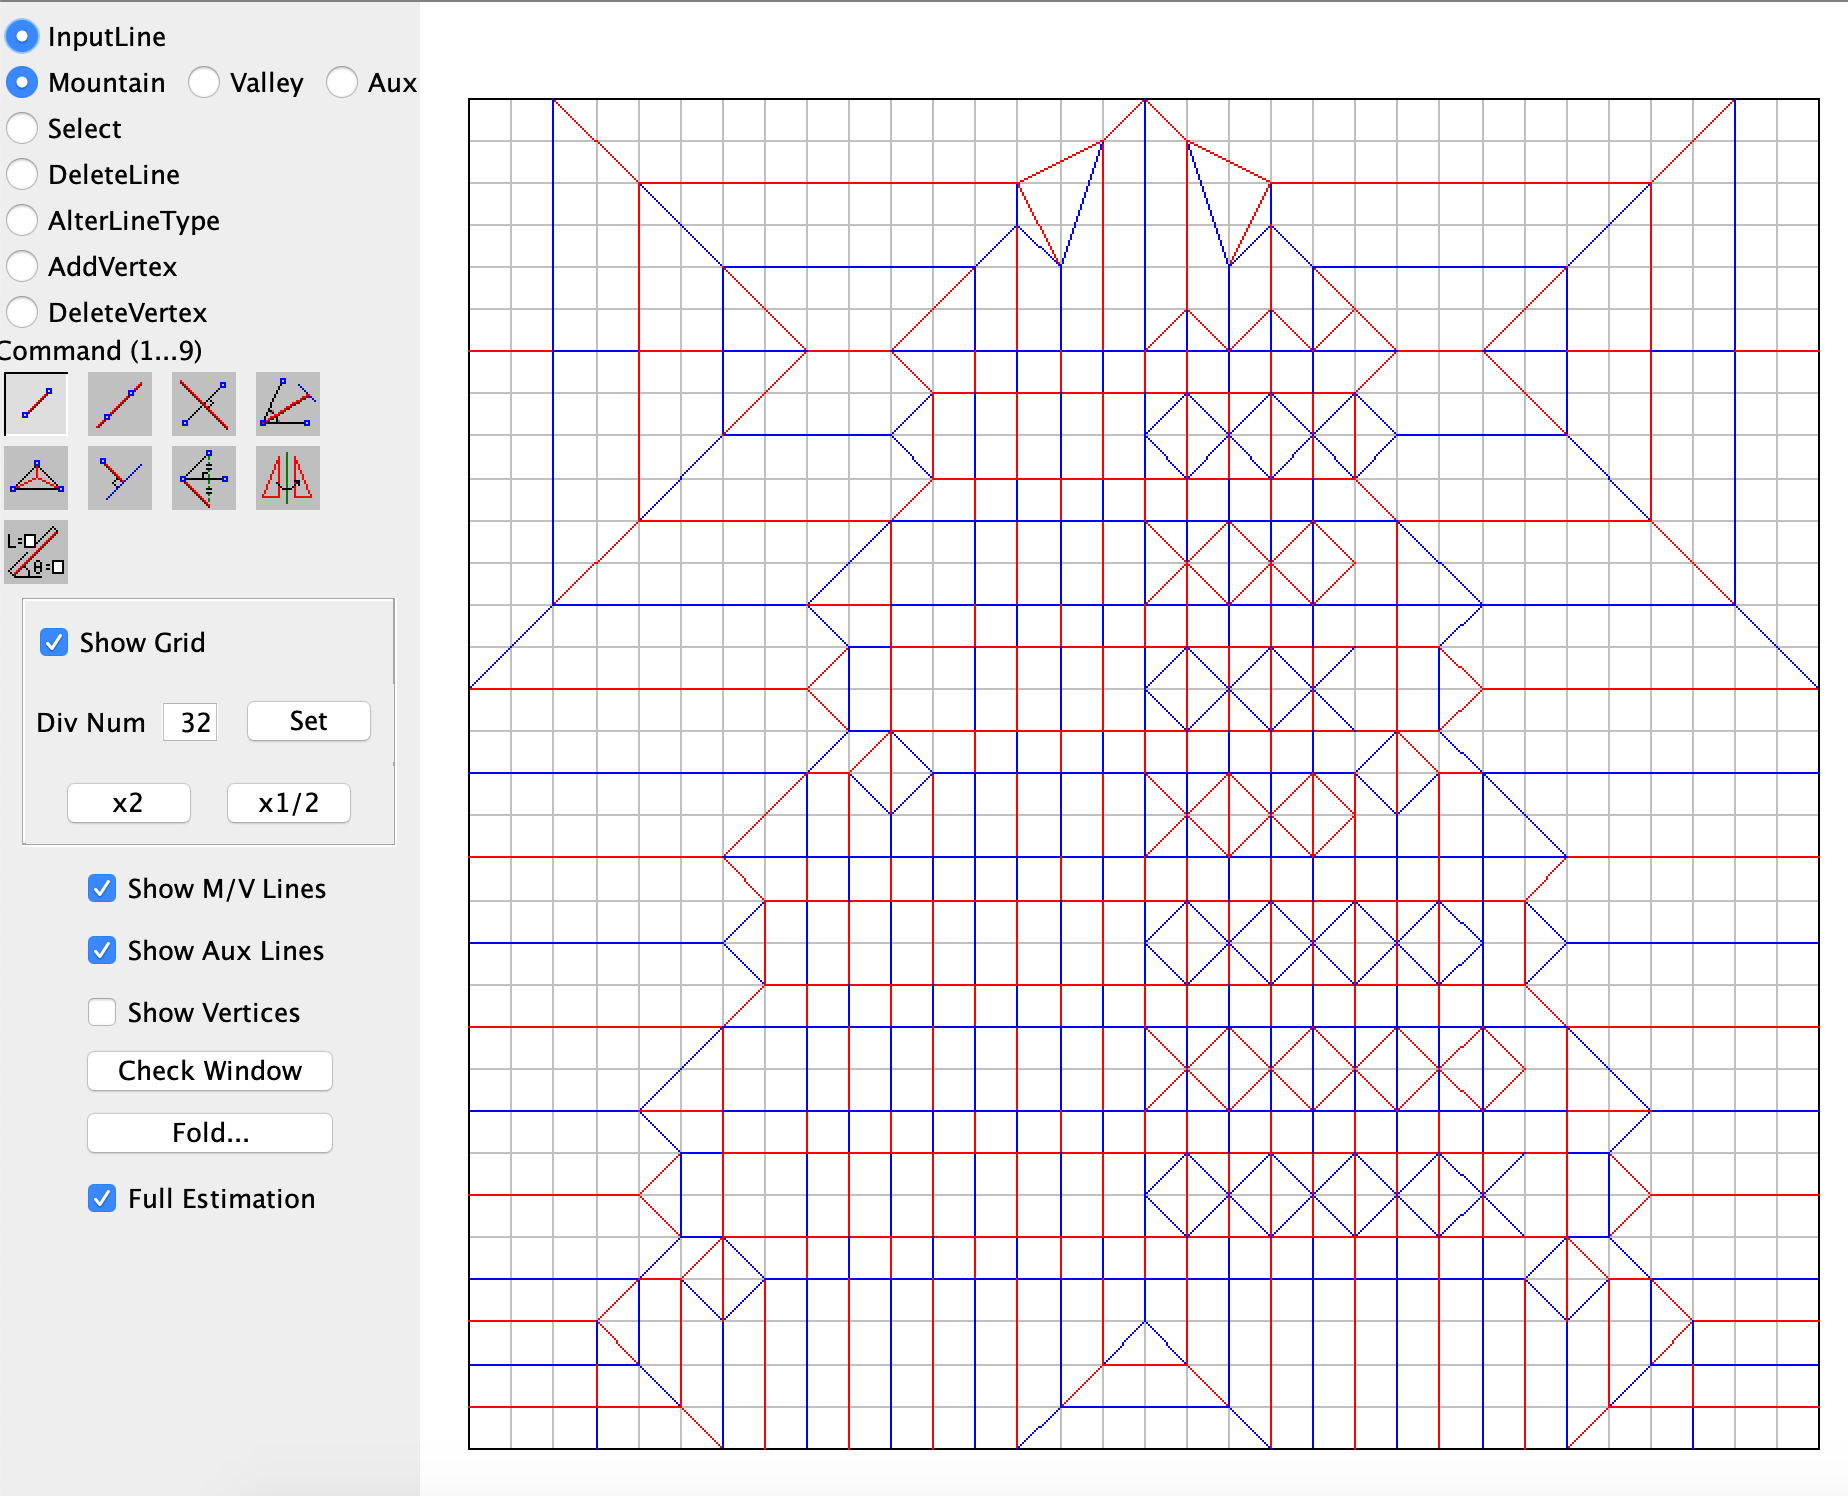 InputLine
Mountain Valley Aux
Select
DeleteLine
AlterLineType
AddVertex
DeleteVertex
Command (1...9)
L=
θ=
Show Grid
Div Num 32 Set
x2 x1/2
Show M/V Lines
Show Aux Lines
Show Vertices
Check Window
Fold...
Full Estimation